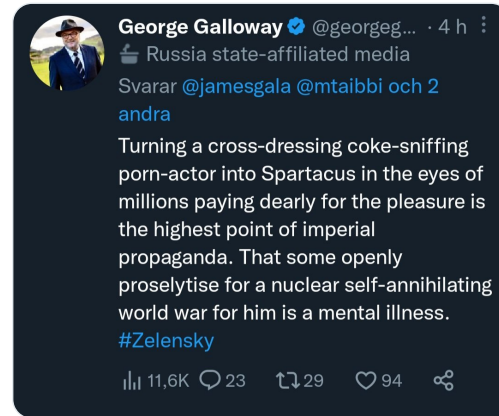 George Galloway @georgeg... · 4 h
Russia state-affiliated media
Svarar @jamesgala @mtaibbi och 2
andra
Turning a cross-dressing coke-sniffing
porn-actor into Spartacus in the eyes of
millions paying dearly for the pleasure is
the highest point of imperial
propaganda. That some openly
proselytise for a nuclear self-annihilating
world war for him is a mental illness.
#Zelensky
11,6K 23 29 94